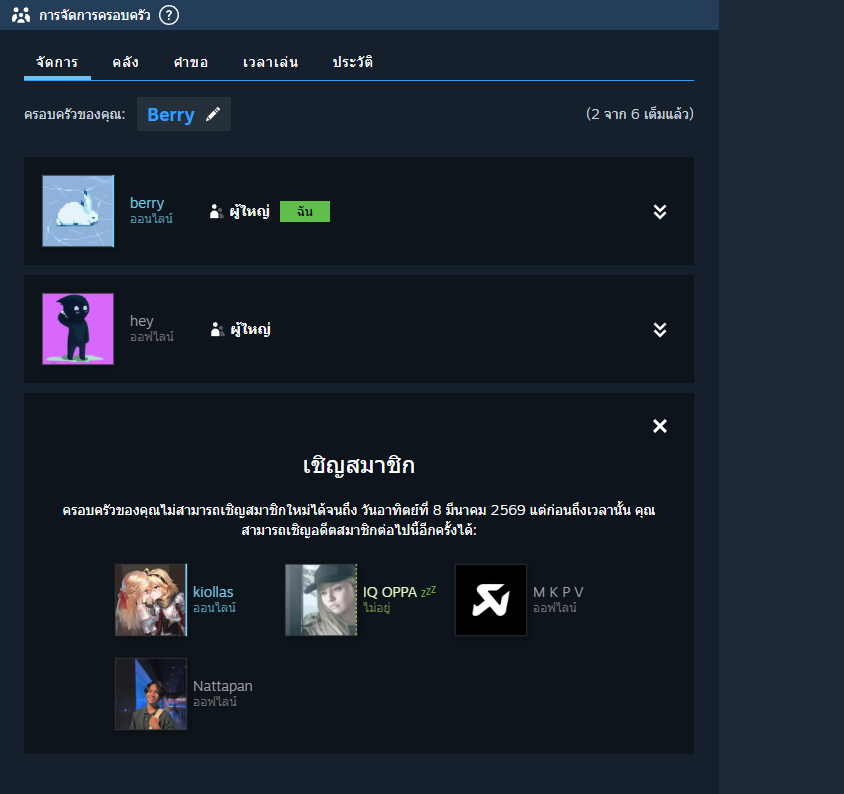 การจัดการครอบครัว ?
จัดการ คลัง คำขอ เวลาเล่น ประวัติ
ครอบครัวของคุณ: Berry (2 จาก 6 เต็มแล้ว)
berry
ออนไลน์
ผู้ใหญ่ ฉัน
hey
ออฟไลน์
ผู้ใหญ่
เชิญสมาชิก
ครอบครัวของคุณไม่สามารถเชิญสมาชิกใหม่ได้จนถึง วันอาทิตย์ที่ 8 มีนาคม 2569 แต่ก่อนถึงเวลานั้น คุณ
สามารถเชิญอดีตสมาชิกต่อไปนี้อีกครั้งได้:
kiollas
ออนไลน์
IQ OPPA zzZ
ไม่อยู่
M K P V
ออฟไลน์
Nattapan
ออฟไลน์